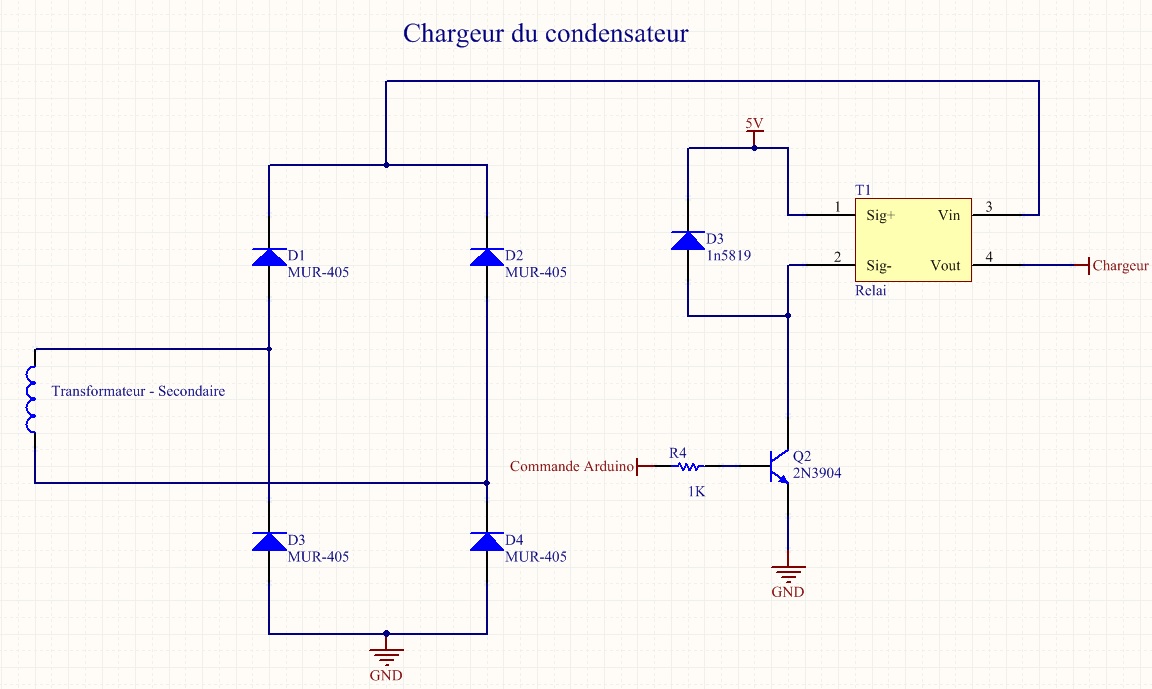 Chargeur du condensateur
5V
T1
1
Sig+
Vin
3
D3
1n5819
D1
MUR-405
D2
MUR-405
2
Sig-
Vout
4
Chargeur
Relai
Transformateur - Secondaire
R4
Commande Arduino
1K
Q2
2N3904
D3
MUR-405
D4
MUR-405
GND
GND